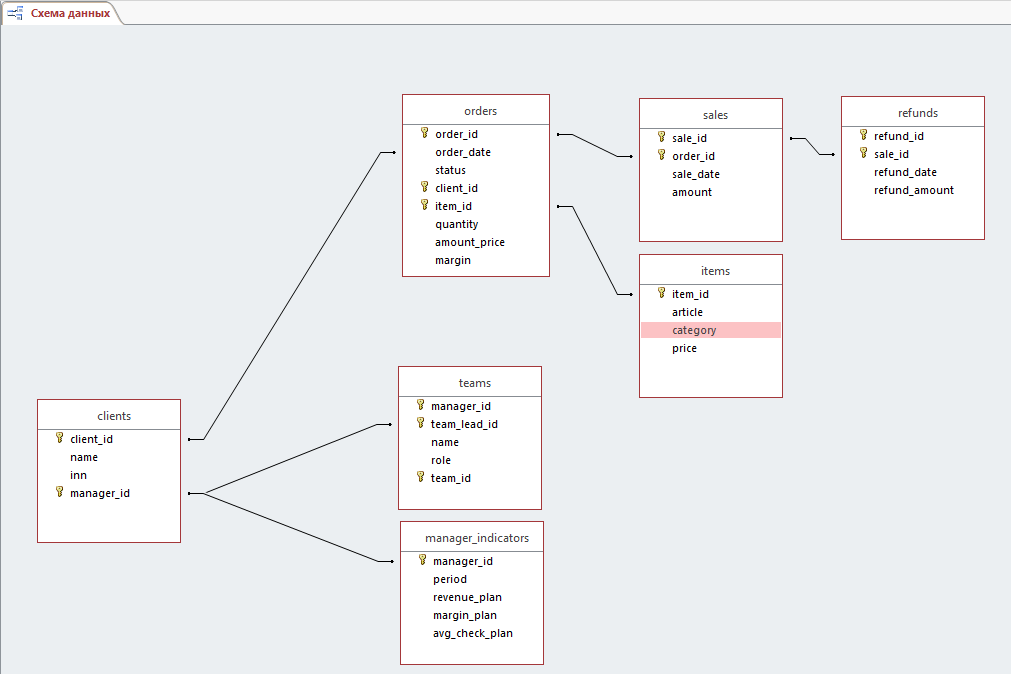 Схема данных
orders
order_id
order_date
status
client_id
item_id
quantity
amount_price
margin
sales
sale_id
order_id
sale_date
amount
refunds
refund_id
sale_id
refund_date
refund_amount
items
item_id
article
category
price
clients
client_id
name
inn
manager_id
teams
manager_id
team_lead_id
name
role
team_id
manager_indicators
manager_id
period
revenue_plan
margin_plan
avg_check_plan